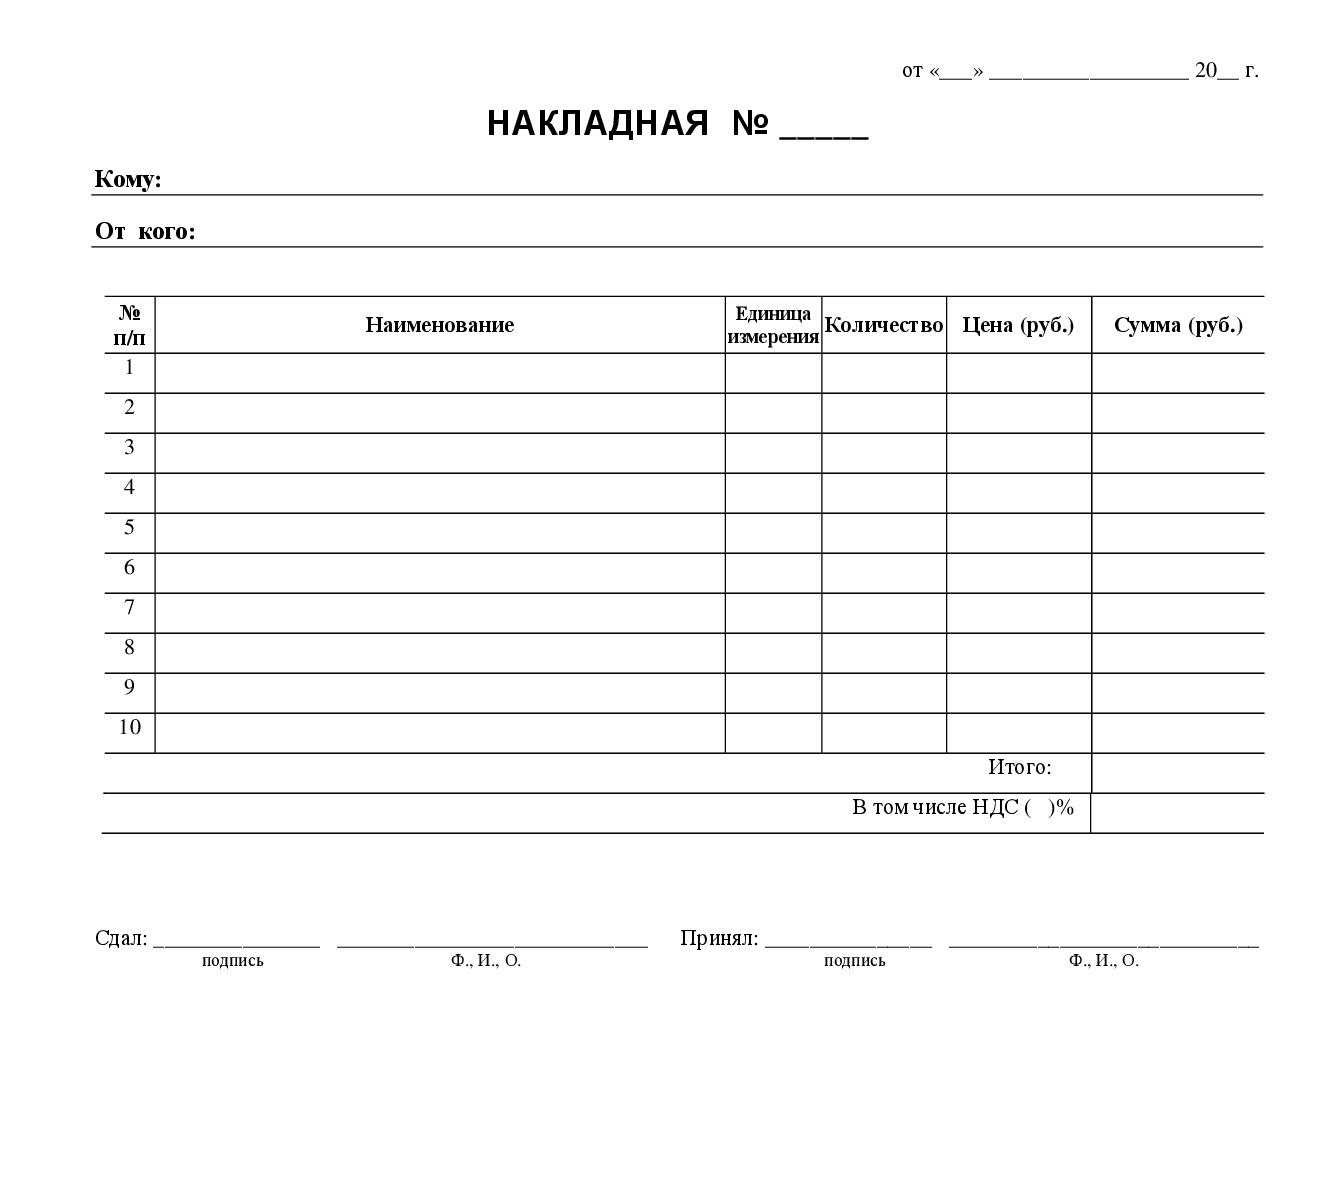 от «___» __________________ 20__ г.
НАКЛАДНАЯ № _____
Кому:
От кого:
№ п/п Наименование Единица измерения Количество Цена (руб.) Сумма (руб.)
1
2
3
4
5
6
7
8
9
10
Итого:
В том числе НДС ( )%
Сдал: _______________ ____________________________ Принял: _______________ ____________________________
подпись Ф., И., О. подпись Ф., И., О.